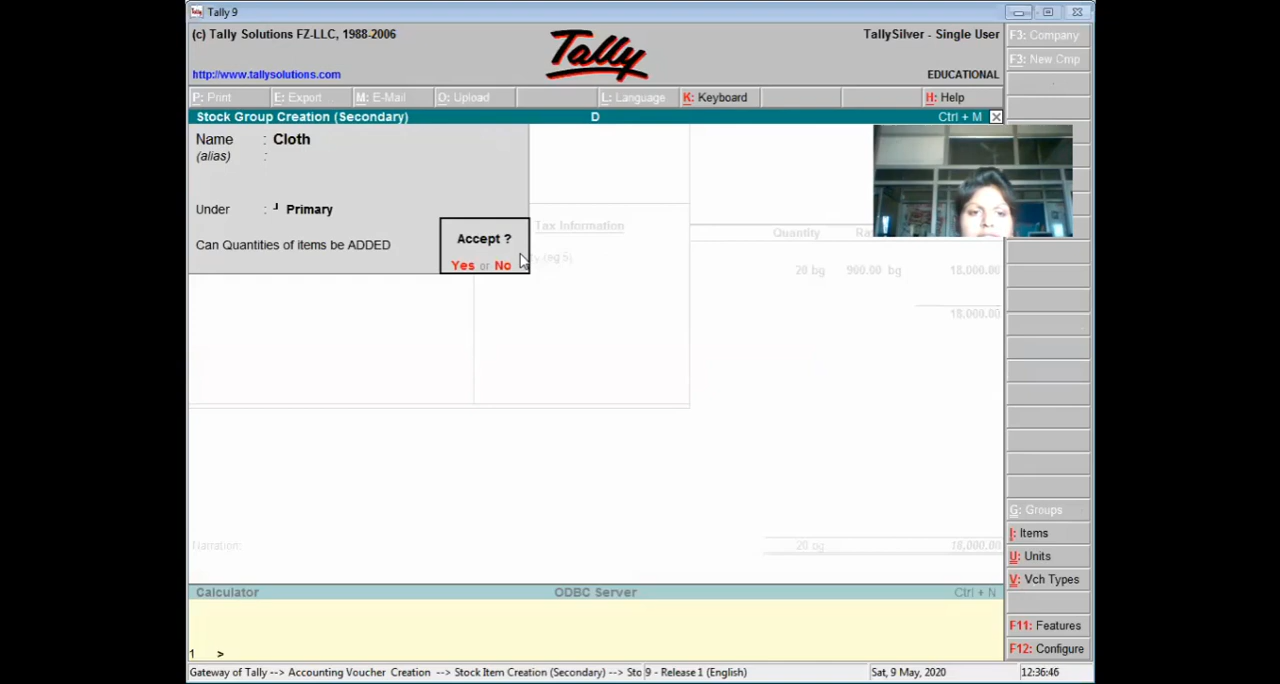 Tally 9
(c) Tally Solutions FZ-LLC, 1988-2006
Tally
TallySilver - Single User
http://www.tallysolutions.com
EDUCATIONAL
F3: Company
F3: New Cmp
P: Print
E: Export
M: E-Mail
O: Upload
L: Language
K: Keyboard
H: Help
Stock Group Creation (Secondary)
D
Ctrl + M
Name : Cloth
(alias) :
Under : ┘ Primary
Can Quantities of items be ADDED
Accept ?
Yes or No
Tax Information
(eg 5)
Quantity
20 bg 900.00 bg 18,000.00
18,000.00
Narration:
20 bg 18,000.00
G: Groups
I: Items
U: Units
V: Vch Types
F11: Features
F12: Configure
Calculator
ODBC Server
Ctrl + N
1 >
Gateway of Tally --> Accounting Voucher Creation --> Stock Item Creation (Secondary) --> Sto
9 - Release 1 (English)
Sat, 9 May, 2020
12:36:46